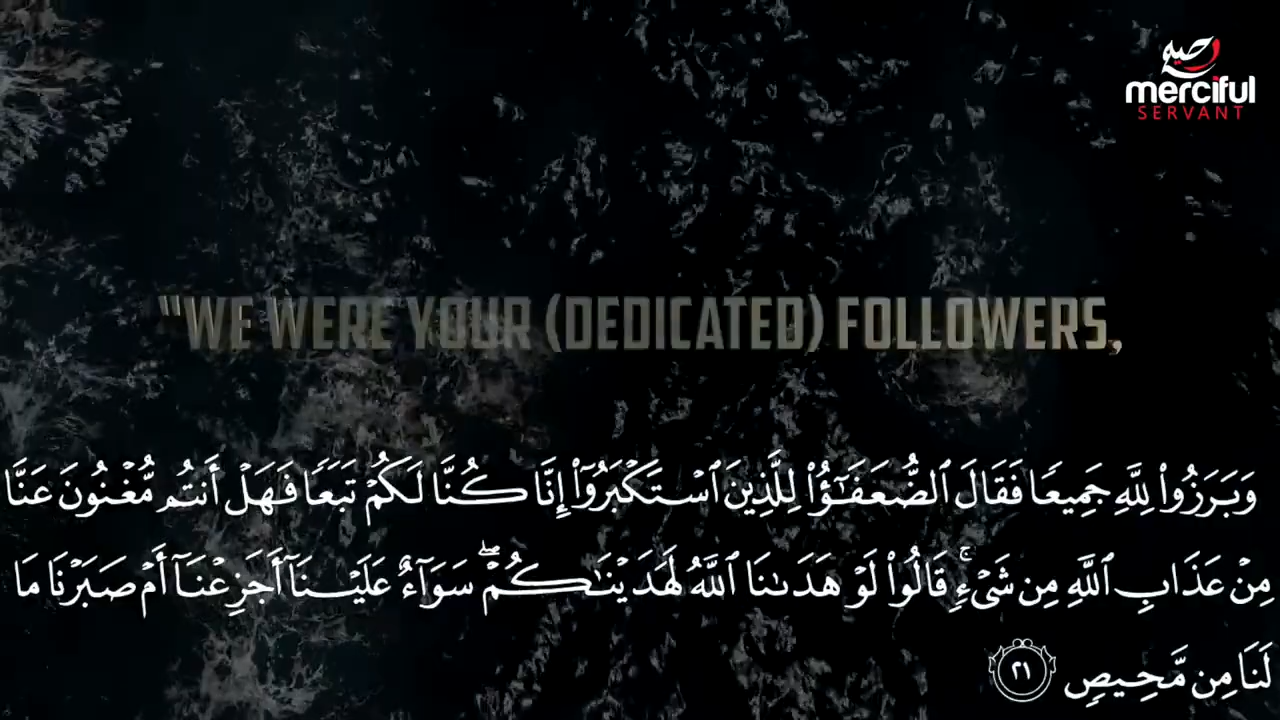 رحيم
merciful
SERVANT
"WE WERE YOUR (DEDICATED) FOLLOWERS,
وَبَرَزُوا۟ لِلَّهِ جَمِيعًا فَقَالَ ٱلضُّعَفَـٰٓؤُا۟ لِلَّذِينَ ٱسْتَكْبَرُوٓا۟ إِنَّا كُنَّا لَكُمْ تَبَعًا فَهَلْ أَنتُم مُّغْنُونَ عَنَّا
مِنْ عَذَابِ ٱللَّهِ مِن شَىْءٍۚ قَالُوا۟ لَوْ هَدَىٰنَا ٱللَّهُ لَهَدَيْنَـٰكُمْۖ سَوَآءٌ عَلَيْنَآ أَجَزِعْنَآ أَمْ صَبَرْنَا مَا
لَنَا مِن مَّحِيصٍ ٢١